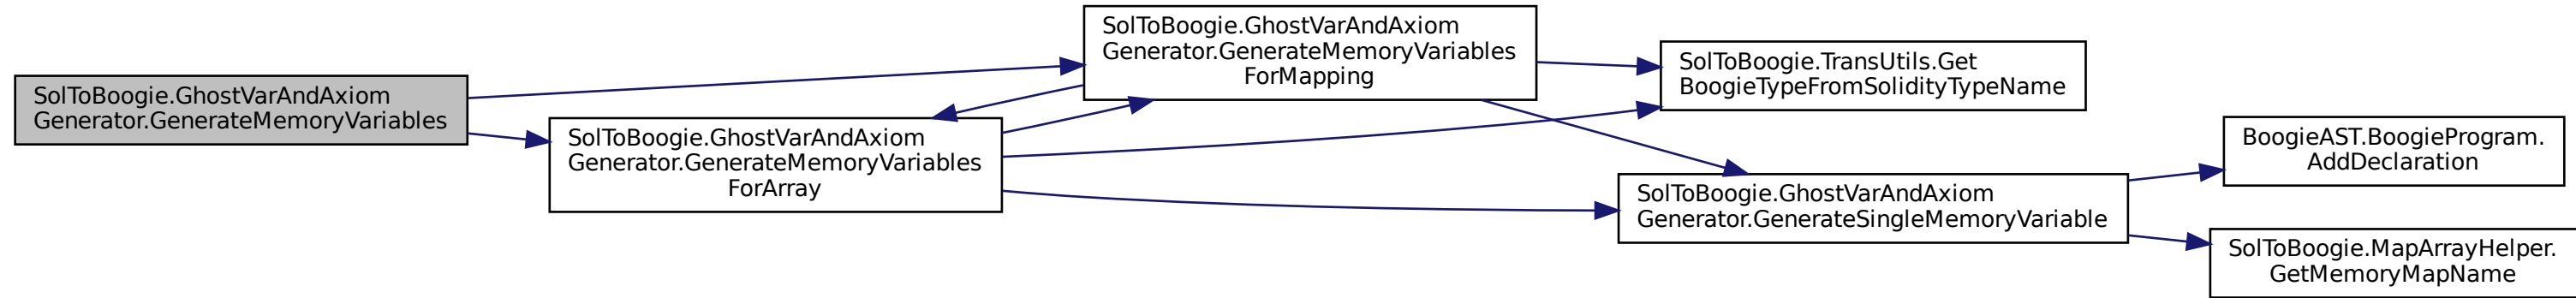 SolToBoogie.GhostVarAndAxiom
Generator.GenerateMemoryVariables
SolToBoogie.GhostVarAndAxiom
Generator.GenerateMemoryVariables
ForArray
SolToBoogie.GhostVarAndAxiom
Generator.GenerateMemoryVariables
ForMapping
SolToBoogie.TransUtils.Get
BoogieTypeFromSolidityTypeName
SolToBoogie.GhostVarAndAxiom
Generator.GenerateSingleMemoryVariable
BoogieAST.BoogieProgram.
AddDeclaration
SolToBoogie.MapArrayHelper.
GetMemoryMapName